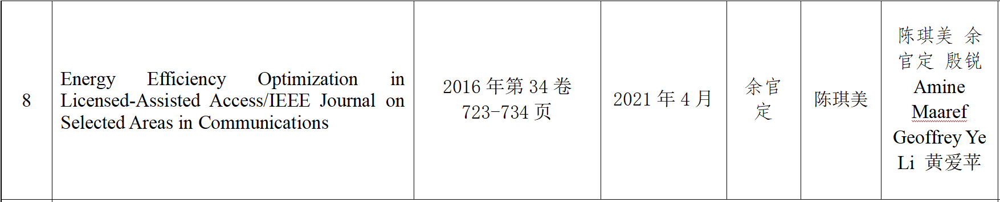 8
Energy Efficiency Optimization in
Licensed-Assisted Access/IEEE Journal on
Selected Areas in Communications
2016 年第 34 卷
723-734 页
2021 年 4 月
余官
定
陈琪美
陈琪美 余
官定 殷锐
Amine
Maaref
Geoffrey Ye
Li 黄爱苹